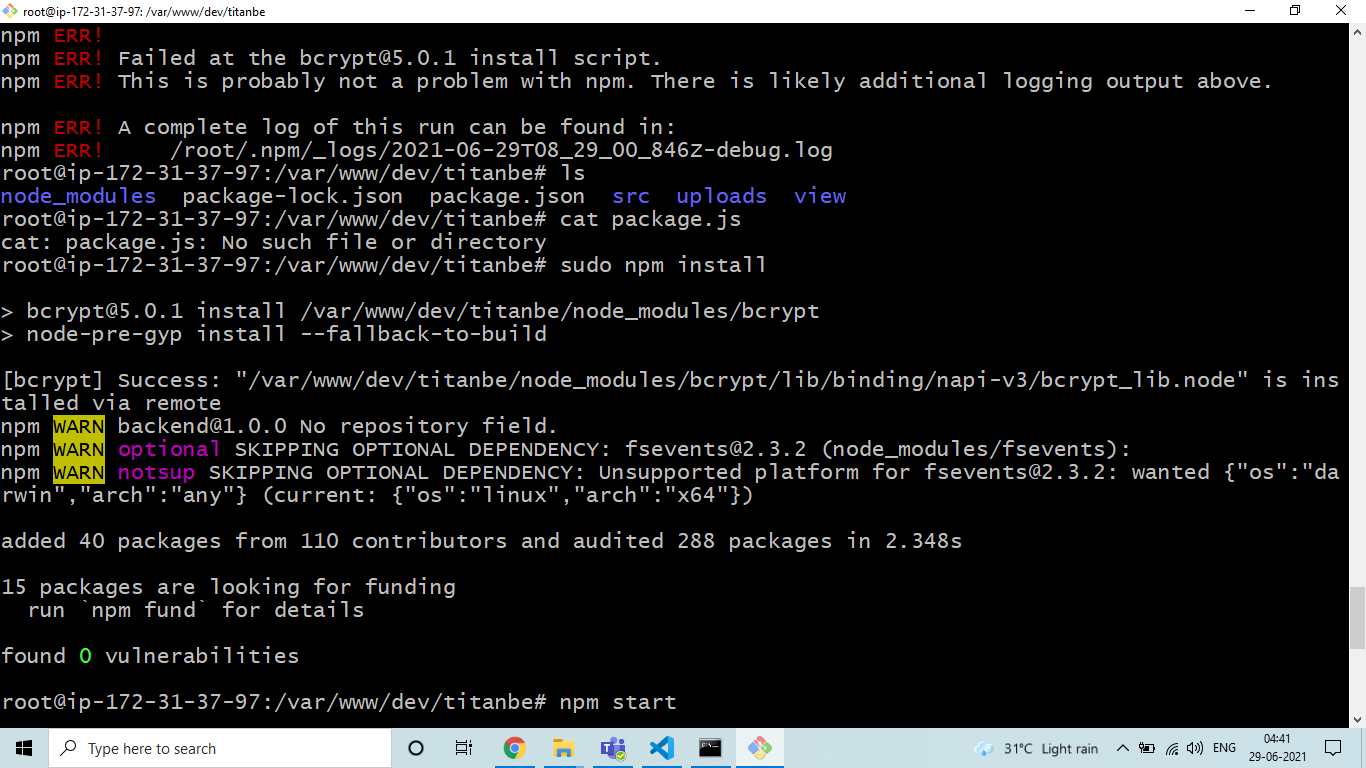 root@ip-172-31-37-97: /var/www/dev/titanbe
npm ERR!
npm ERR! Failed at the bcrypt@5.0.1 install script.
npm ERR! This is probably not a problem with npm. There is likely additional logging output above.
npm ERR! A complete log of this run can be found in:
npm ERR!     /root/.npm/_logs/2021-06-29T08_29_00_846Z-debug.log
root@ip-172-31-37-97:/var/www/dev/titanbe# ls
node_modules  package-lock.json  package.json  src  uploads  view
root@ip-172-31-37-97:/var/www/dev/titanbe# cat package.js
cat: package.js: No such file or directory
root@ip-172-31-37-97:/var/www/dev/titanbe# sudo npm install
> bcrypt@5.0.1 install /var/www/dev/titanbe/node_modules/bcrypt
> node-pre-gyp install --fallback-to-build
[bcrypt] Success: "/var/www/dev/titanbe/node_modules/bcrypt/lib/binding/napi-v3/bcrypt_lib.node" is ins
talled via remote
npm WARN backend@1.0.0 No repository field.
npm WARN optional SKIPPING OPTIONAL DEPENDENCY: fsevents@2.3.2 (node_modules/fsevents):
npm WARN notsup SKIPPING OPTIONAL DEPENDENCY: Unsupported platform for fsevents@2.3.2: wanted {"os":"da
rwin","arch":"any"} (current: {"os":"linux","arch":"x64"})
added 40 packages from 110 contributors and audited 288 packages in 2.348s
15 packages are looking for funding
  run `npm fund` for details
found 0 vulnerabilities
root@ip-172-31-37-97:/var/www/dev/titanbe# npm start
Type here to search
31°C Light rain
ENG
04:41
29-06-2021